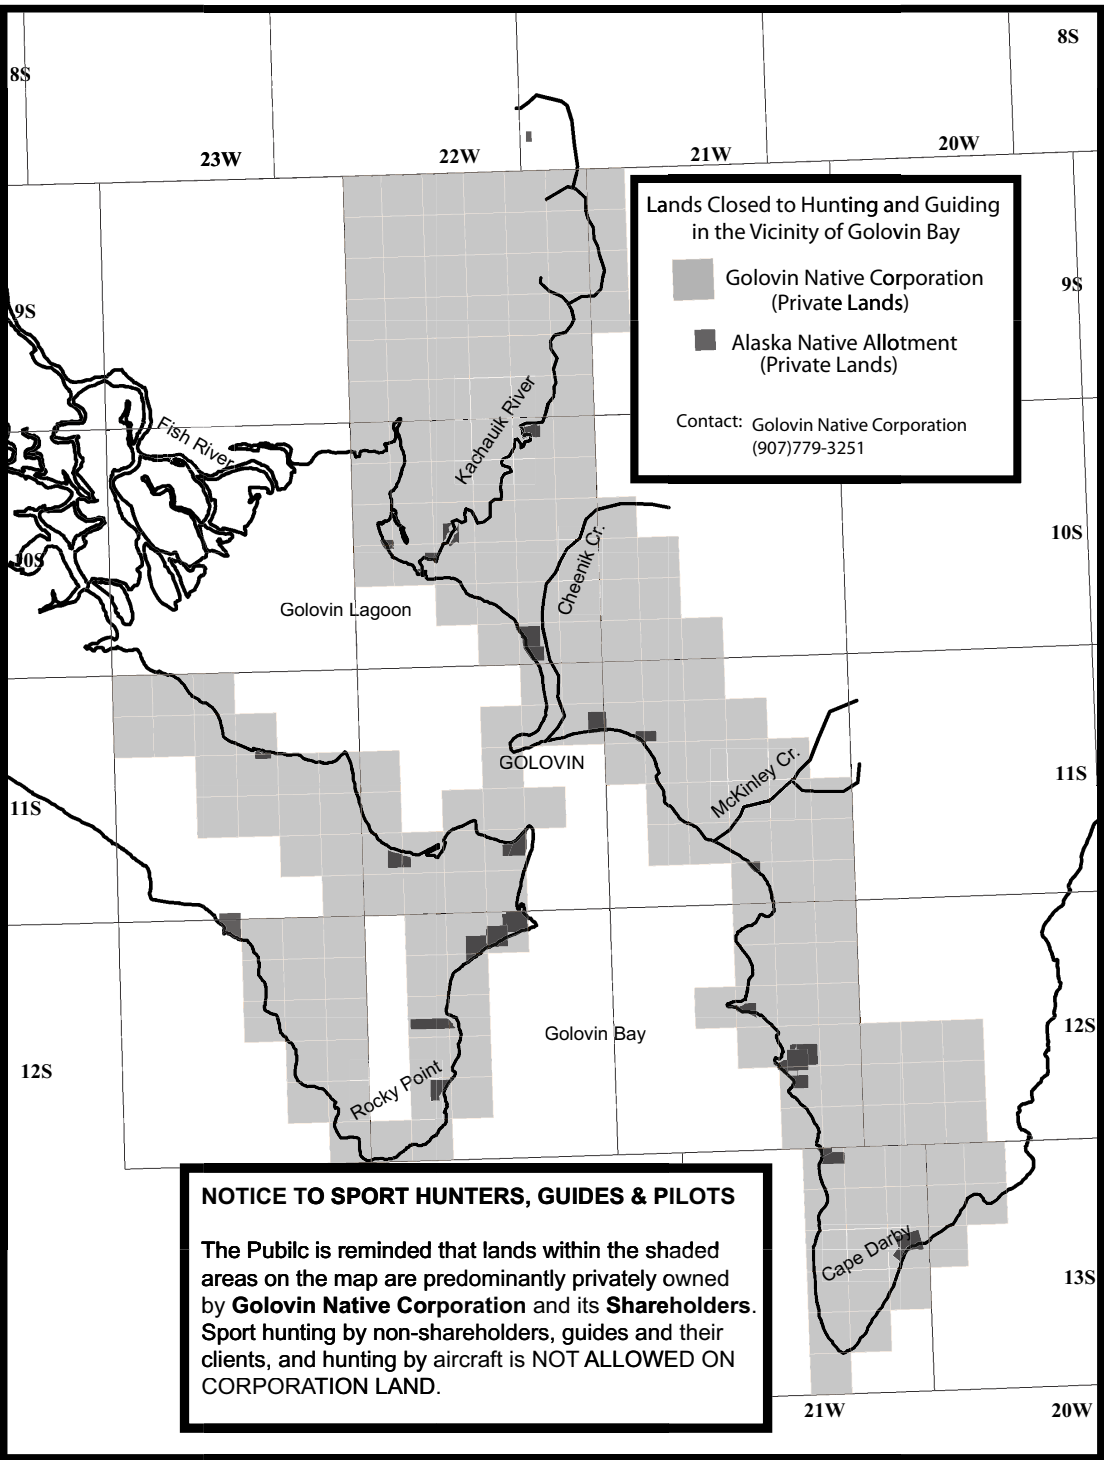 8S
8S
23W
22W
21W
20W
Lands Closed to Hunting and Guiding
in the Vicinity of Golovin Bay
Golovin Native Corporation
(Private Lands)
Alaska Native Allotment
(Private Lands)
Contact: Golovin Native Corporation
(907)779-3251
9S
9S
Fish River
Kachauik River
10S
10S
Cheenik Cr.
Golovin Lagoon
GOLOVIN
McKinley Cr.
11S
11S
Golovin Bay
12S
12S
Rocky Point
NOTICE TO SPORT HUNTERS, GUIDES & PILOTS
The Pubilc is reminded that lands within the shaded
areas on the map are predominantly privately owned
by Golovin Native Corporation and its Shareholders.
Sport hunting by non-shareholders, guides and their
clients, and hunting by aircraft is NOT ALLOWED ON
CORPORATION LAND.
Cape Darby
13S
21W
20W